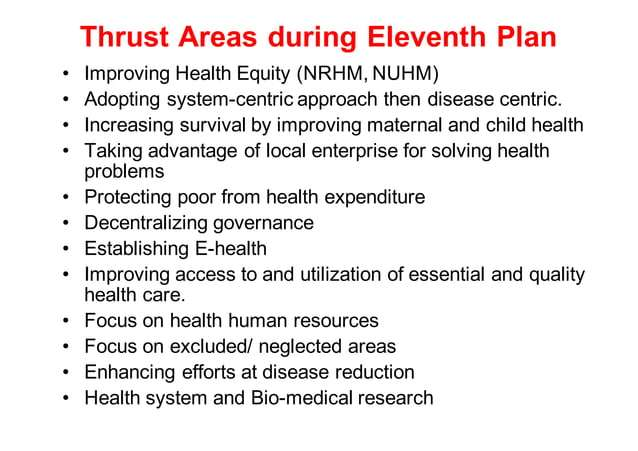 Thrust Areas during Eleventh Plan
• Improving Health Equity (NRHM, NUHM)
• Adopting system-centric approach then disease centric.
• Increasing survival by improving maternal and child health
• Taking advantage of local enterprise for solving health
problems
• Protecting poor from health expenditure
• Decentralizing governance
• Establishing E-health
• Improving access to and utilization of essential and quality
health care.
• Focus on health human resources
• Focus on excluded/ neglected areas
• Enhancing efforts at disease reduction
• Health system and Bio-medical research